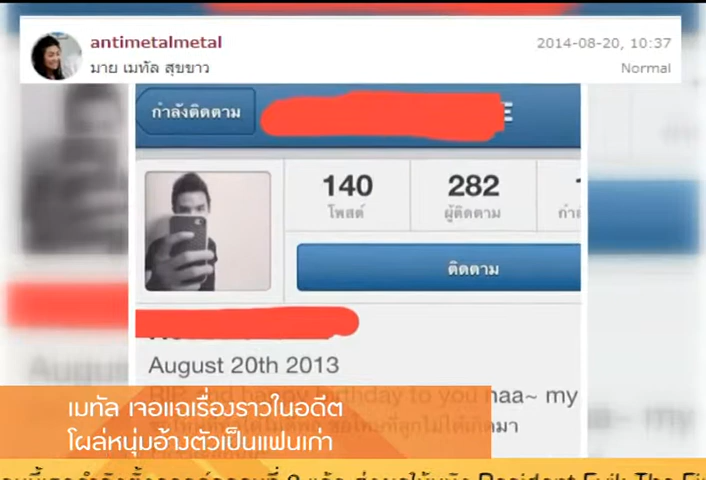 antimetalmetal
2014-08-20, 10:37
มาย เมทัล สุขขาว
Normal
กำลังติดตาม
140
282
โพสต์
ผู้ติดตาม
ติดตาม
August 20th 2013
RIP and happy birthday to you naa~ my
เมทัล เจอแฉเรื่องราวในอดีต
โผล่หนุ่มอ้างตัวเป็นแฟนเก่า
Resident Evil: The Fi